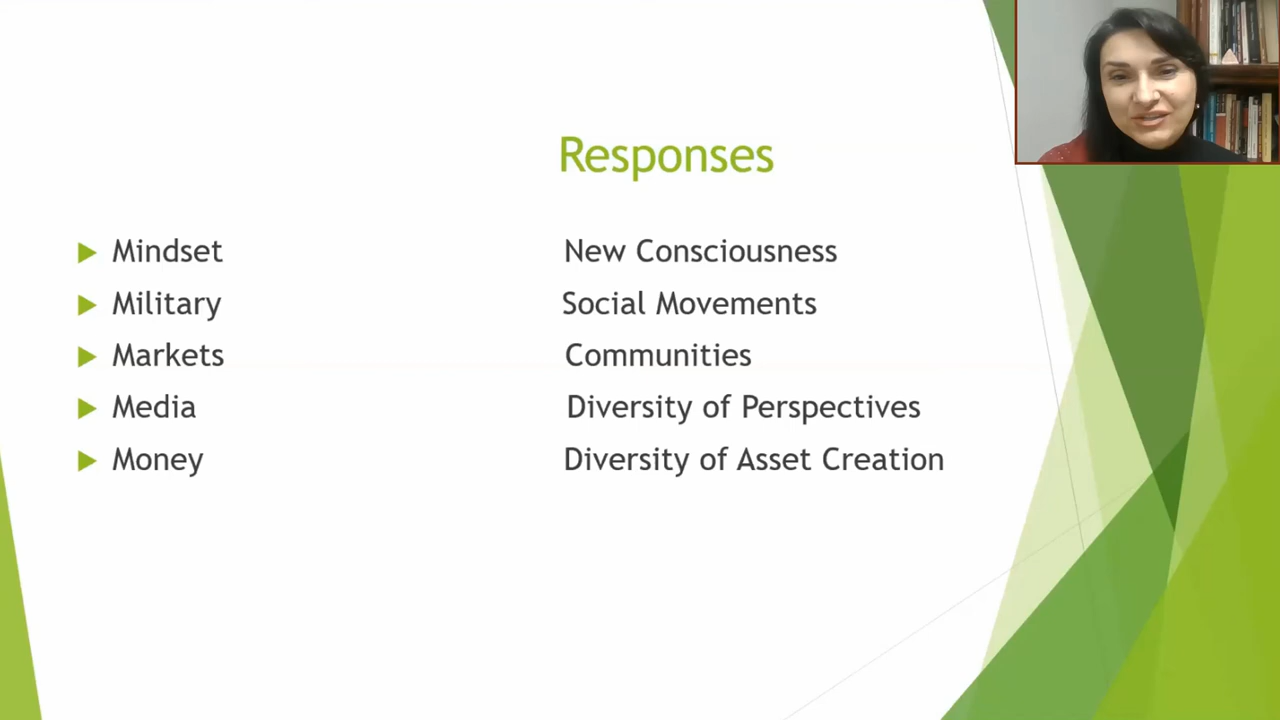 Responses
Mindset New Consciousness
Military Social Movements
Markets Communities
Media Diversity of Perspectives
Money Diversity of Asset Creation